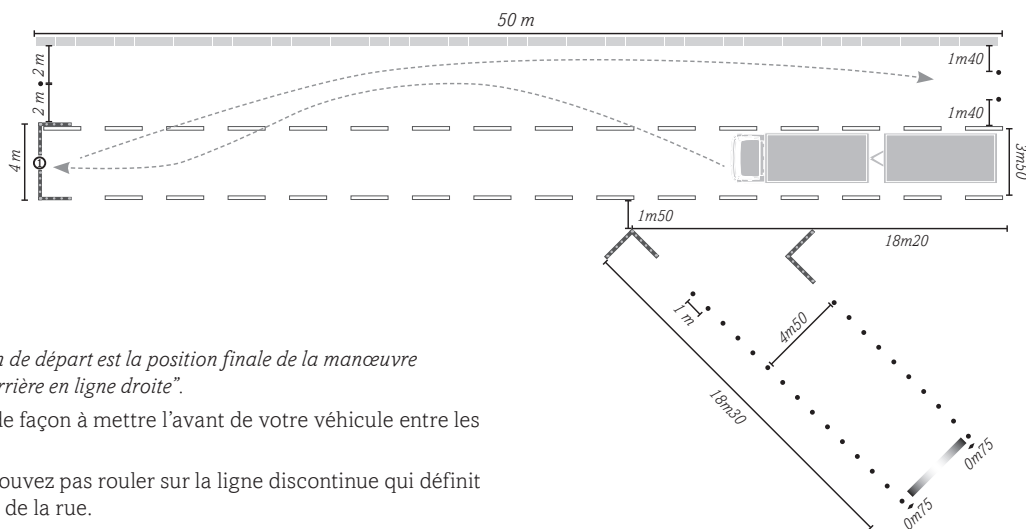 50 m
2 m
2 m
4 m
1
1m40
1m40
3m50
1m50
18m20
1 m
4m50
18m30
0m75
0m75
de départ est la position finale de la manœuvre
rrière en ligne droite”.
de façon à mettre l’avant de votre véhicule entre les
ouvez pas rouler sur la ligne discontinue qui définit
de la rue.